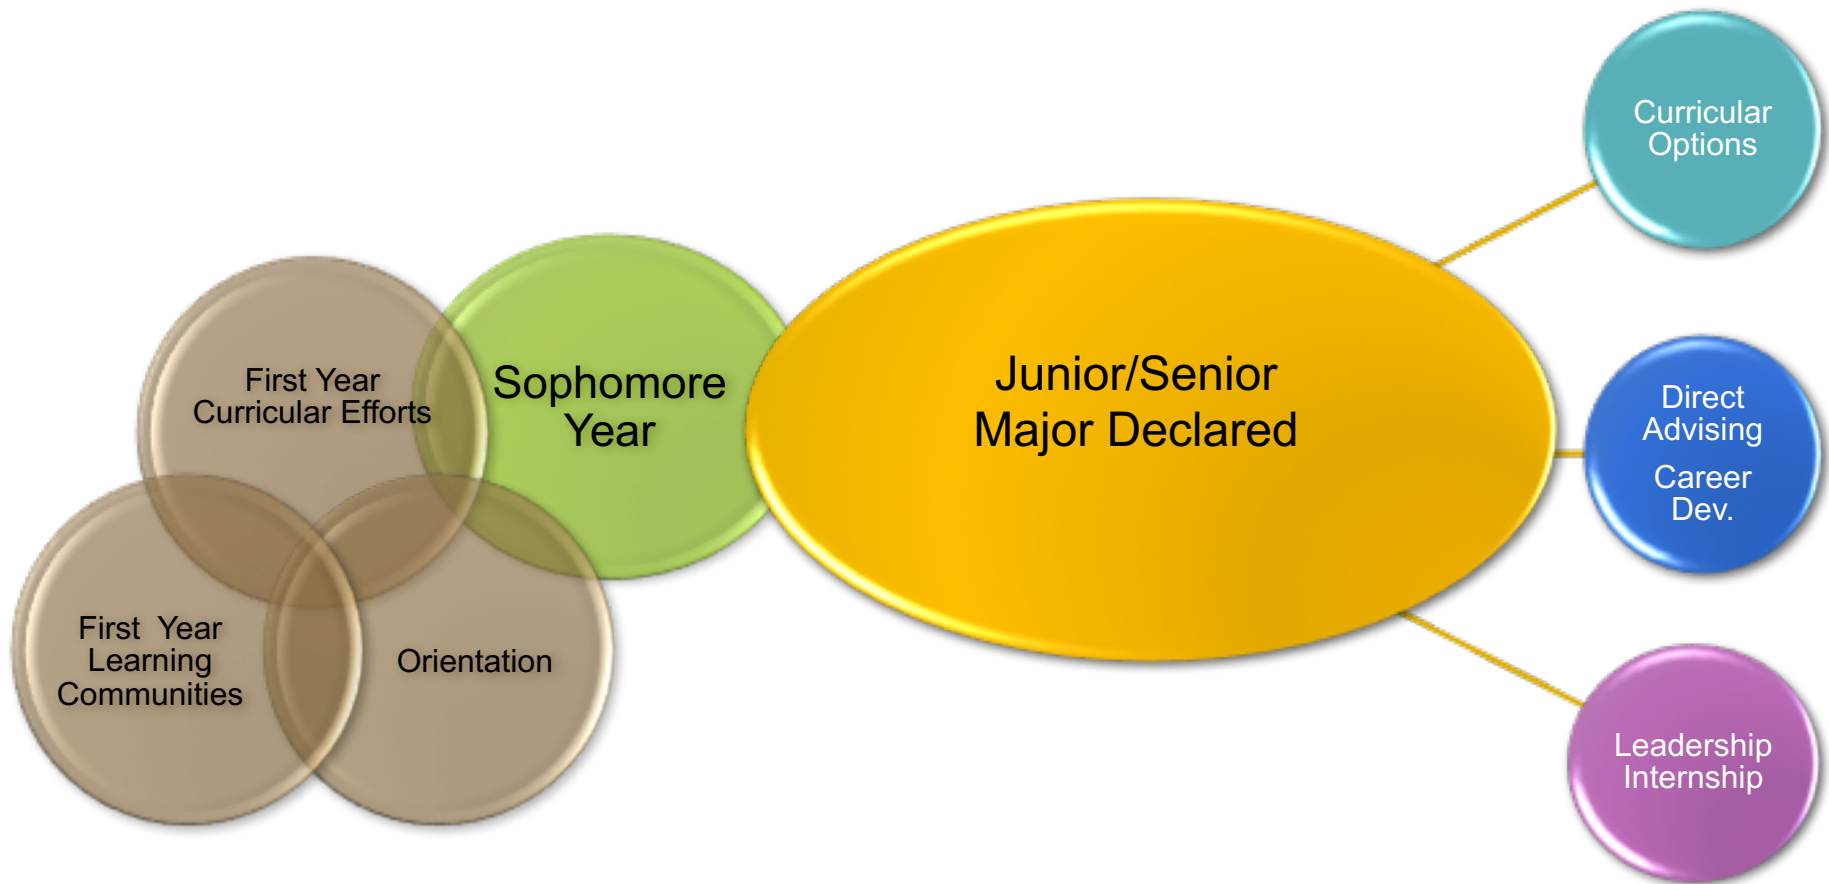 First Year
Curricular Efforts
First  Year
Learning
Communities
Orientation
Sophomore
Year
Junior/Senior
Major Declared
Curricular
Options
Direct
Advising
Career
Dev.
Leadership
Internship